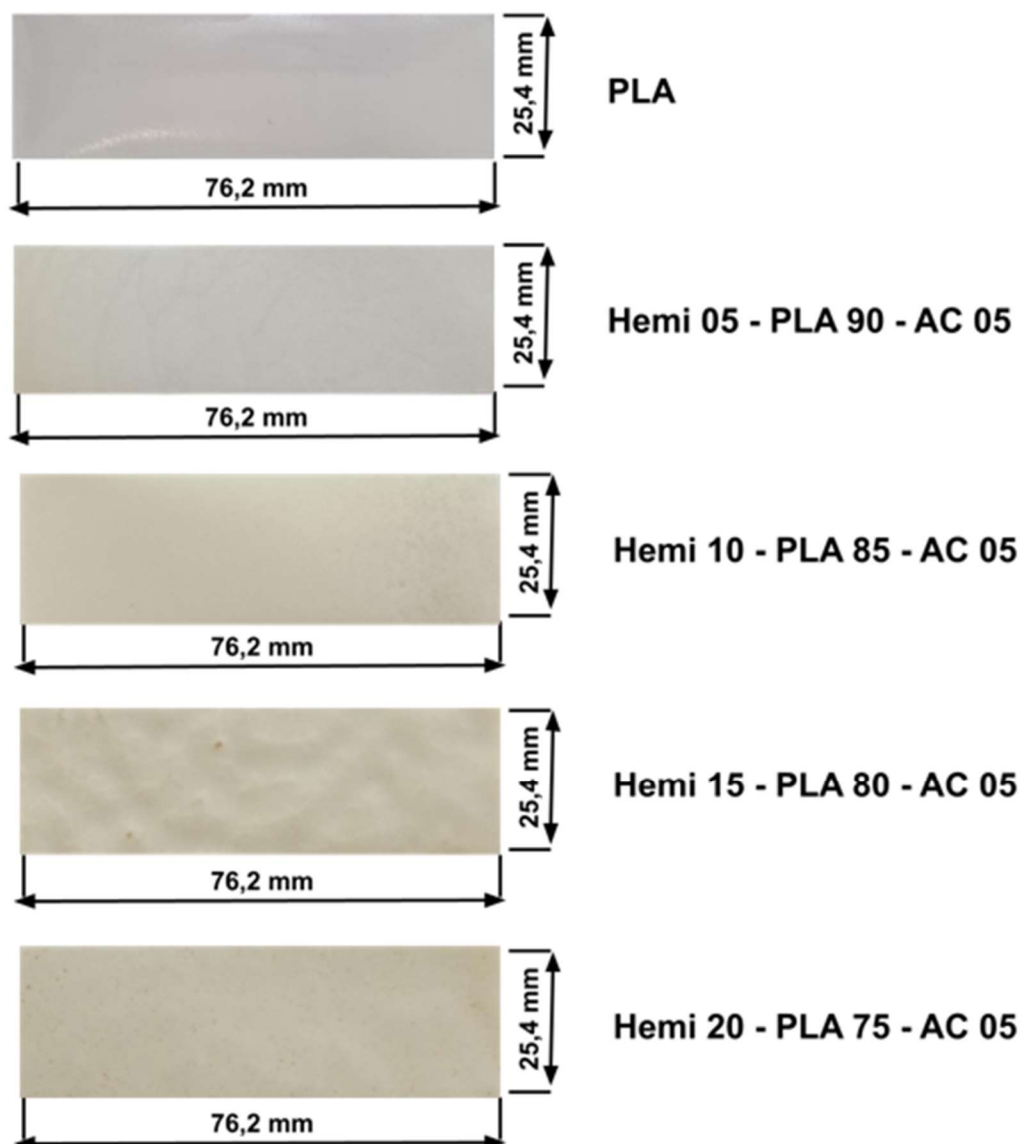 25,4 mm
PLA
76,2 mm
25,4 mm
Hemi 05 - PLA 90 - AC 05
76,2 mm
25,4 mm
Hemi 10 - PLA 85 - AC 05
76,2 mm
25,4 mm
Hemi 15 - PLA 80 - AC 05
76,2 mm
25,4 mm
Hemi 20 - PLA 75 - AC 05
76,2 mm